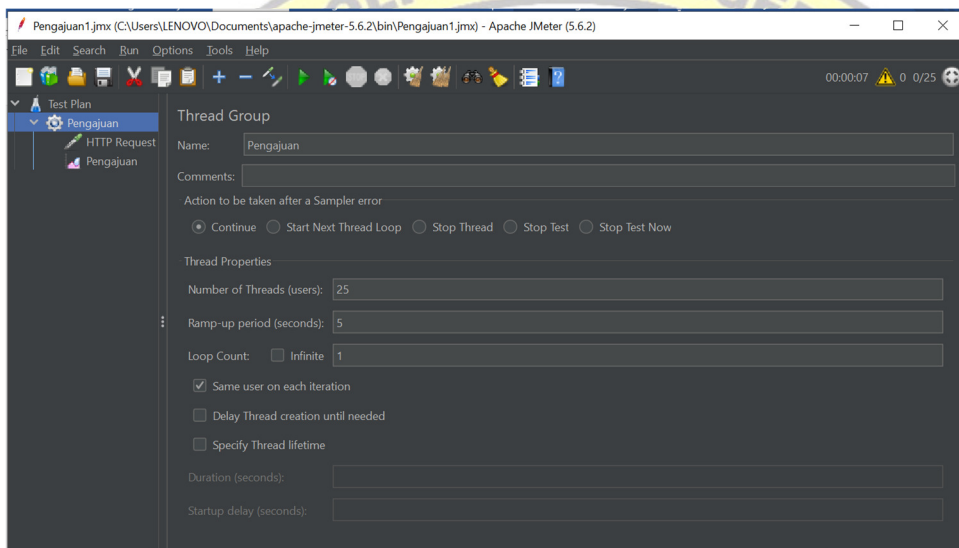 Pengajuan1.jmx (C:\Users\LENOVO\Documents\apache-jmeter-5.6.2\bin\Pengajuan1.jmx) - Apache JMeter (5.6.2)
File Edit Search Run Options Tools Help
00:00:07 0 0/25
Test Plan
Pengajuan
HTTP Request
Pengajuan
Thread Group
Name: Pengajuan
Comments:
Action to be taken after a Sampler error
Continue Start Next Thread Loop Stop Thread Stop Test Stop Test Now
Thread Properties
Number of Threads (users): 25
Ramp-up period (seconds): 5
Loop Count: Infinite 1
Same user on each iteration
Delay Thread creation until needed
Specify Thread lifetime
Duration (seconds):
Startup delay (seconds):